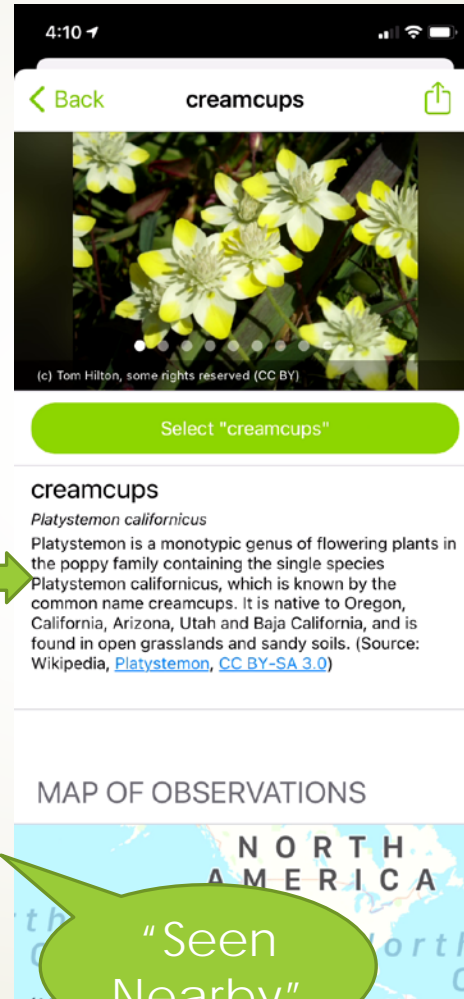 4:10
Back
creamcups
(c) Tom Hilton, some rights reserved (CC BY)
Select "creamcups"
creamcups
Platystemon californicus
Platystemon is a monotypic genus of flowering plants in
the poppy family containing the single species
Platystemon californicus, which is known by the
common name creamcups. It is native to Oregon,
California, Arizona, Utah and Baja California, and is
found in open grasslands and sandy soils. (Source:
Wikipedia, Platystemon, CC BY-SA 3.0)
MAP OF OBSERVATIONS
NORTH
AMERICA
"Seen
Nearby"